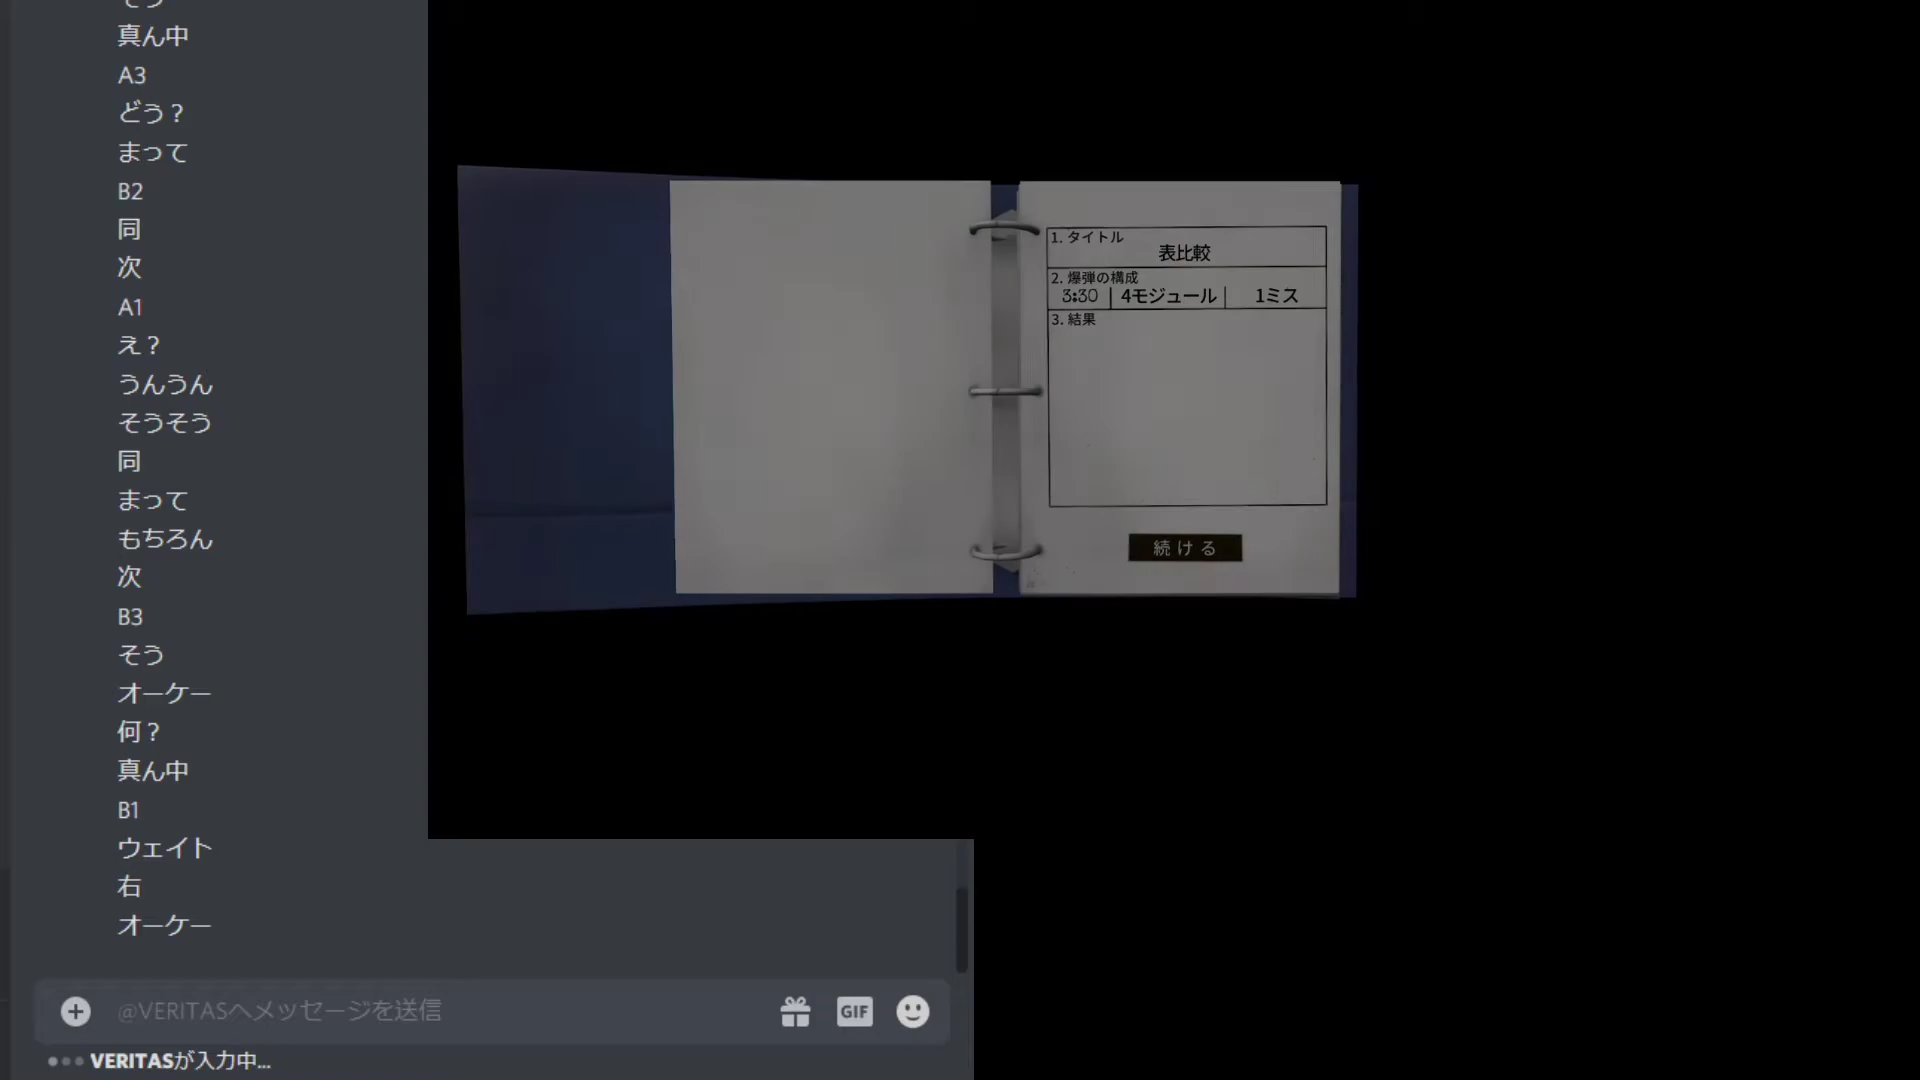 真ん中
A3
どう？
まって
B2
同
次
A1
え？
うんうん
そうそう
同
まって
もちろん
次
B3
そう
オーケー
何？
真ん中
B1
ウェイト
右
オーケー
@VERITASへメッセージを送信
GIF
VERITASが入力中...
1. タイトル
表比較
2. 爆弾の構成
3:30 | 4モジュール | 1ミス
3. 結果
続ける